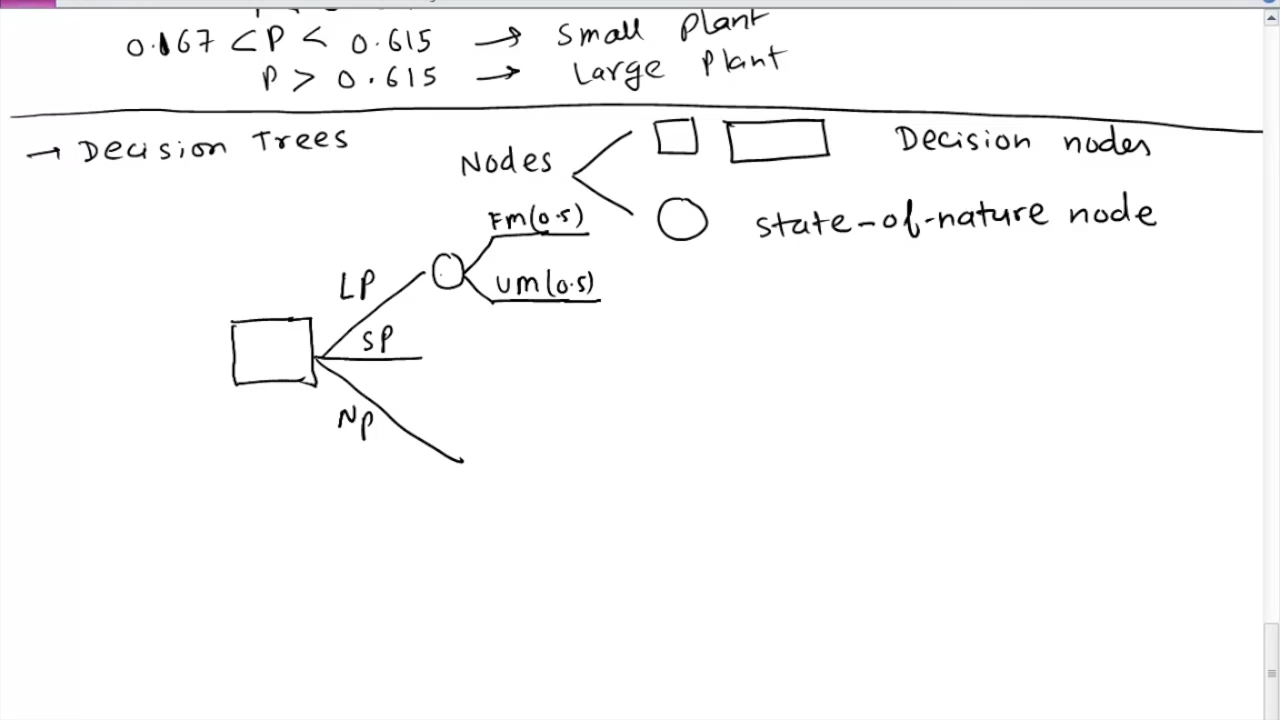 0.167 < P < 0.615 → Small Plant
P > 0.615 → Large Plant
→ Decision Trees
Nodes
Decision nodes
state-of-nature node
Fm(0.5)
Um(0.5)
LP
SP
NP